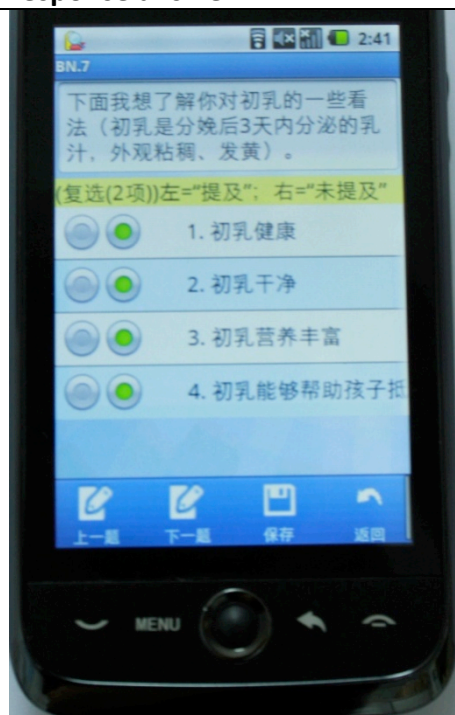 2:41
BN.7
下面我想了解你对初乳的一些看
法（初乳是分娩后3天内分泌的乳
汁，外观粘稠、发黄）。
(复选(2项))左="提及"；右="未提及"
1. 初乳健康
2. 初乳干净
3. 初乳营养丰富
4. 初乳能够帮助孩子抵
上一题 下一题 保存 返回
MENU